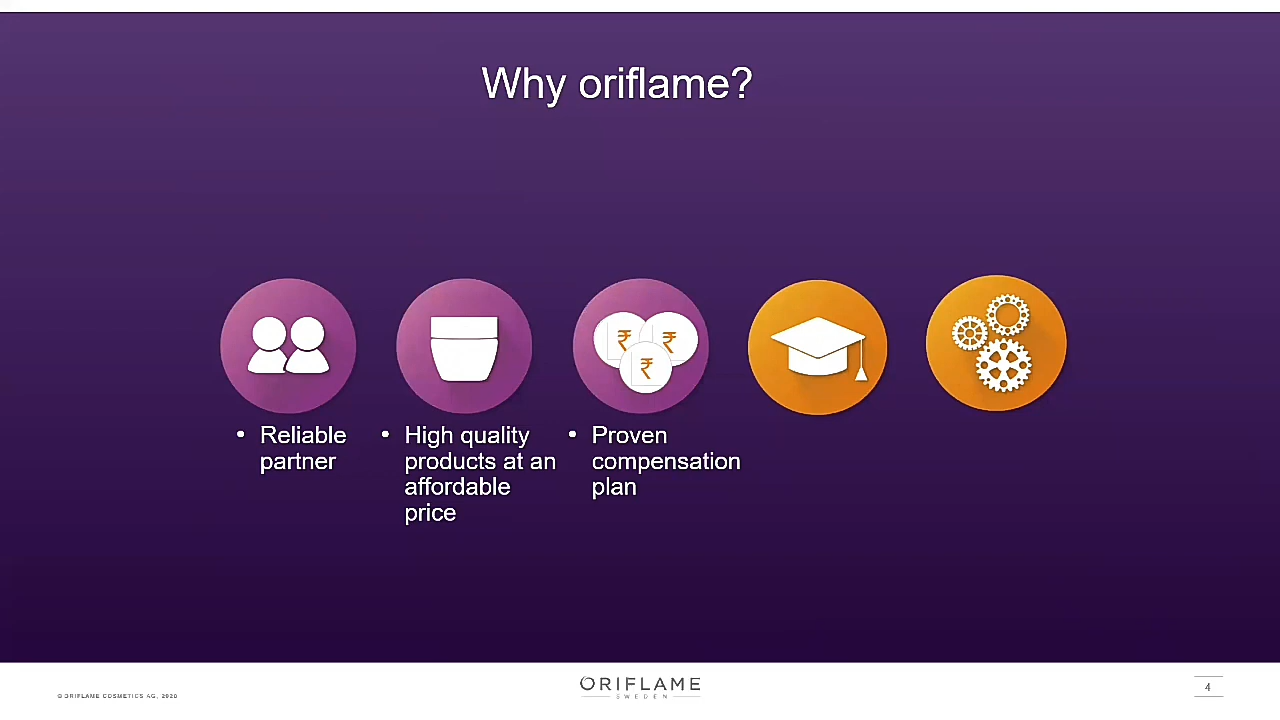 Why oriflame?
₹ ₹
₹
• Reliable
partner
• High quality
products at an
affordable
price
• Proven
compensation
plan
© ORIFLAME COSMETICS AG, 2020
ORIFLAME
SWEDEN
4